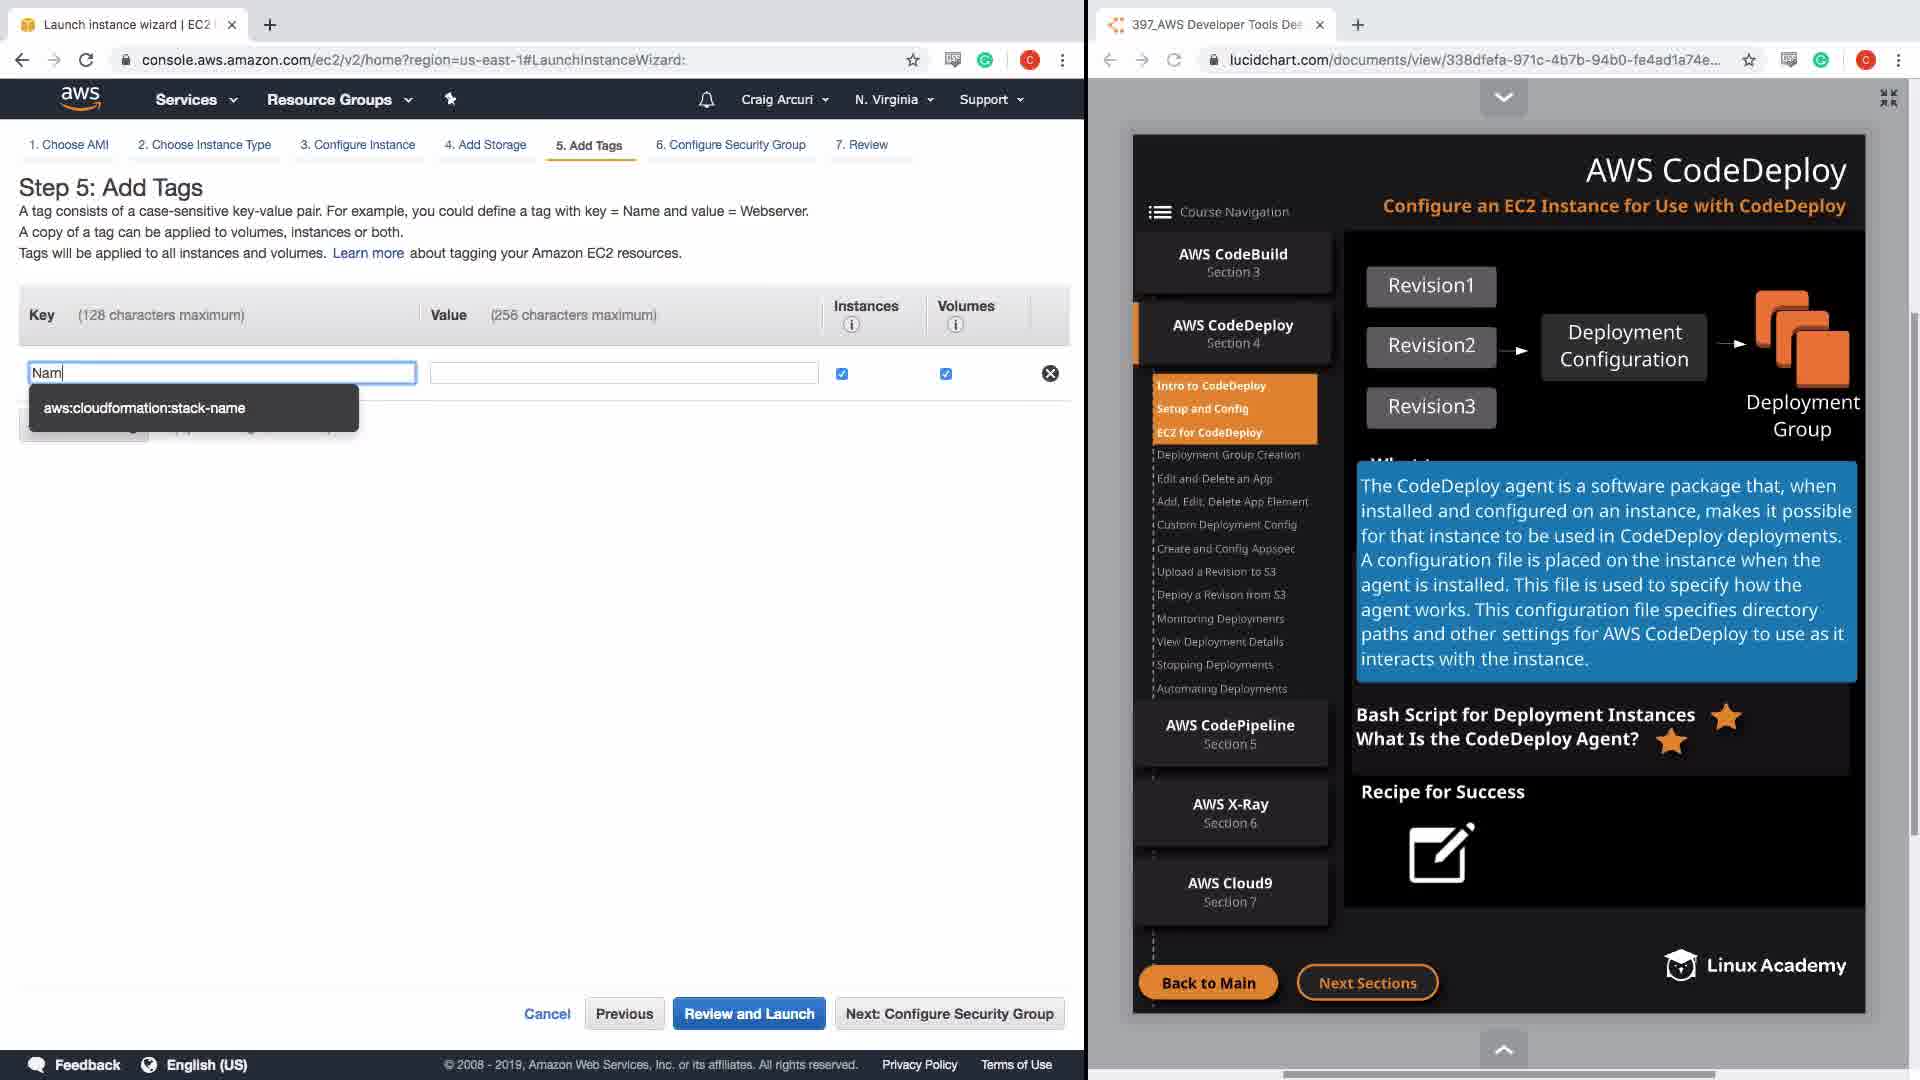 Launch instance wizard | EC2
console.aws.amazon.com/ec2/v2/home?region=us-east-1#LaunchInstanceWizard:
C
aws
Services
Resource Groups
Craig Arcuri
N. Virginia
Support
1. Choose AMI
2. Choose Instance Type
3. Configure Instance
4. Add Storage
5. Add Tags
6. Configure Security Group
7. Review
Step 5: Add Tags
A tag consists of a case-sensitive key-value pair. For example, you could define a tag with key = Name and value = Webserver.
A copy of a tag can be applied to volumes, instances or both.
Tags will be applied to all instances and volumes. Learn more about tagging your Amazon EC2 resources.
Key (128 characters maximum)
Value (256 characters maximum)
Instances
Volumes
Nam
aws:cloudformation:stack-name
Cancel
Previous
Review and Launch
Next: Configure Security Group
Feedback
English (US)
© 2008 - 2019, Amazon Web Services, Inc. or its affiliates. All rights reserved.
Privacy Policy
Terms of Use
397_AWS Developer Tools Dee
lucidchart.com/documents/view/338dfefa-971c-4b7b-94b0-fe4ad1a74e...
C
AWS CodeDeploy
Configure an EC2 Instance for Use with CodeDeploy
Course Navigation
AWS CodeBuild
Section 3
AWS CodeDeploy
Section 4
Intro to CodeDeploy
Setup and Config
EC2 for CodeDeploy
Deployment Group Creation
Edit and Delete an App
Add, Edit, Delete App Element
Custom Deployment Config
Create and Config Appspec
Upload a Revision to S3
Deploy a Revison from S3
Monitoring Deployments
View Deployment Details
Stopping Deployments
Automating Deployments
AWS CodePipeline
Section 5
AWS X-Ray
Section 6
AWS Cloud9
Section 7
Back to Main
Next Sections
Revision1
Revision2
Revision3
Deployment
Configuration
Deployment
Group
The CodeDeploy agent is a software package that, when
installed and configured on an instance, makes it possible
for that instance to be used in CodeDeploy deployments.
A configuration file is placed on the instance when the
agent is installed. This file is used to specify how the
agent works. This configuration file specifies directory
paths and other settings for AWS CodeDeploy to use as it
interacts with the instance.
Bash Script for Deployment Instances
What Is the CodeDeploy Agent?
Recipe for Success
Linux Academy